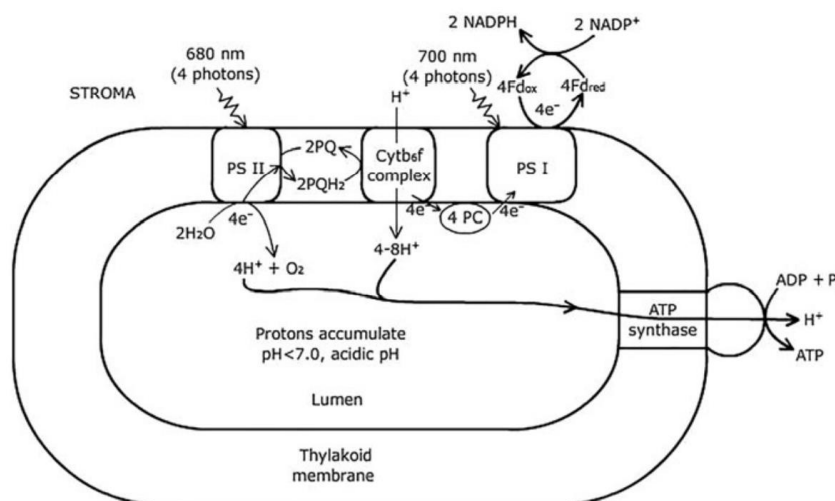 2 NADPH
2 NADP⁺
680 nm
(4 photons)
700 nm
(4 photons)
STROMA
H⁺
4Fdox
4Fdred
4e⁻
PS II
2PQ
2PQH₂
Cytb₆f
complex
PS I
4e⁻
4e⁻
4 PC
4e⁻
2H₂O
4H⁺ + O₂
4-8H⁺
ADP + P
ATP
synthase
H⁺
ATP
Protons accumulate
pH<7.0, acidic pH
Lumen
Thylakoid
membrane